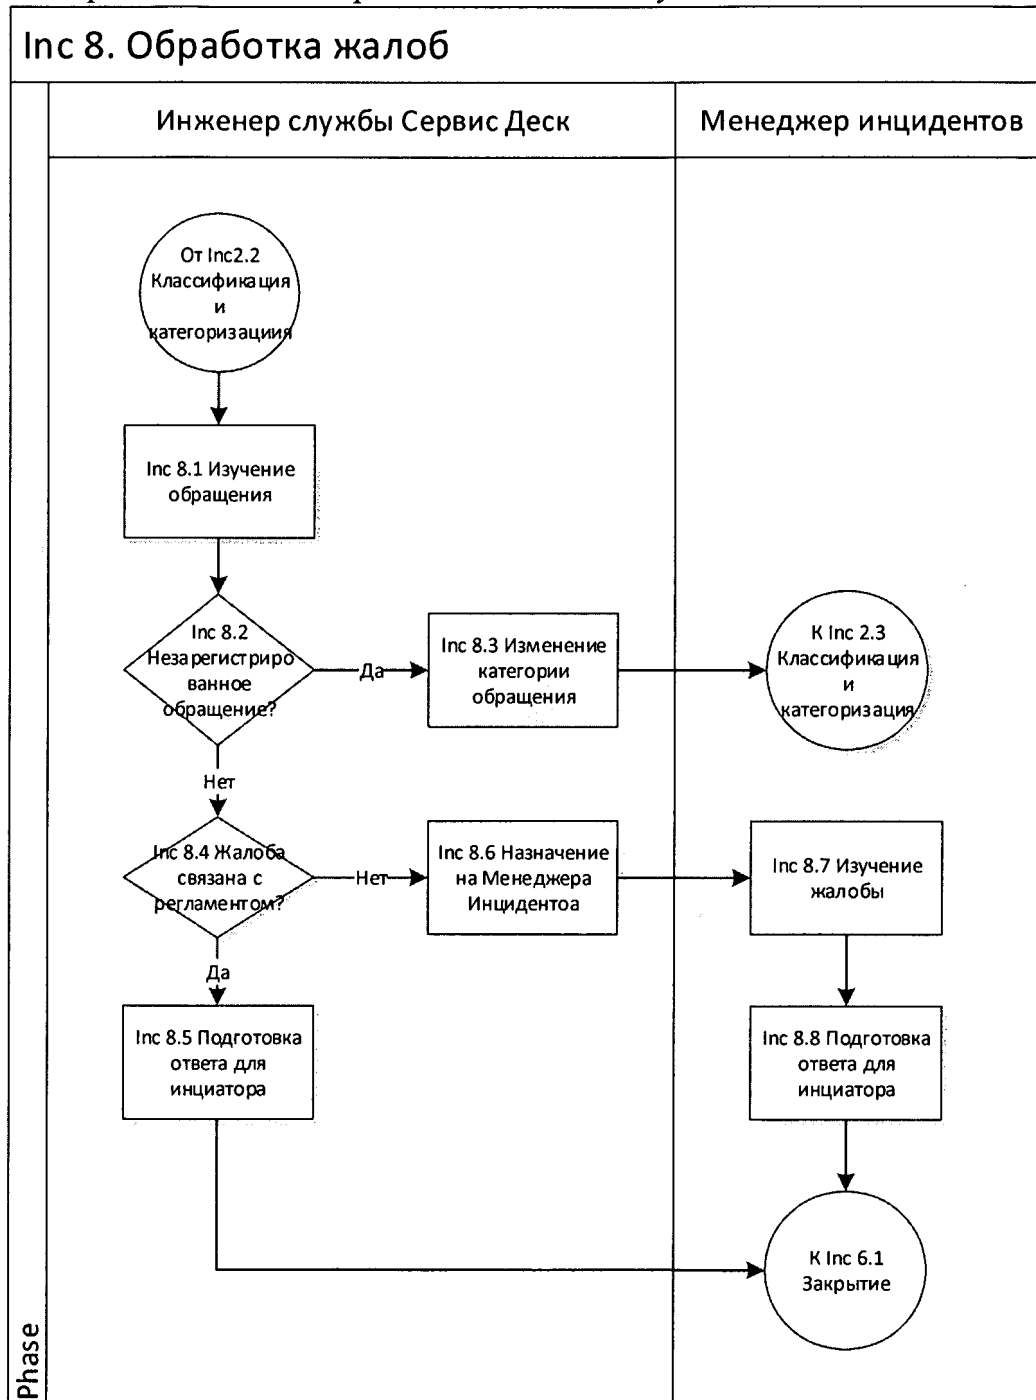 Inc 8. Обработка жалоб
Инженер службы Сервис Деск
Менеджер инцидентов
От Inc2.2
Классификация
и
категоризациия
Inc 8.1 Изучение
обращения
Inc 8.2
Незарегистриро
ванное
обращение?
Да
Inc 8.3 Изменение
категории
обращения
К Inc 2.3
Классификация
и
категоризация
Нет
Inc 8.4 Жалоба
связана с
регламентом?
Нет
Inc 8.6 Назначение
на Менеджера
Инцидентоа
Inc 8.7 Изучение
жалобы
Да
Inc 8.5 Подготовка
ответа для
инциатора
Inc 8.8 Подготовка
ответа для
инциатора
К Inc 6.1
Закрытие
Phase